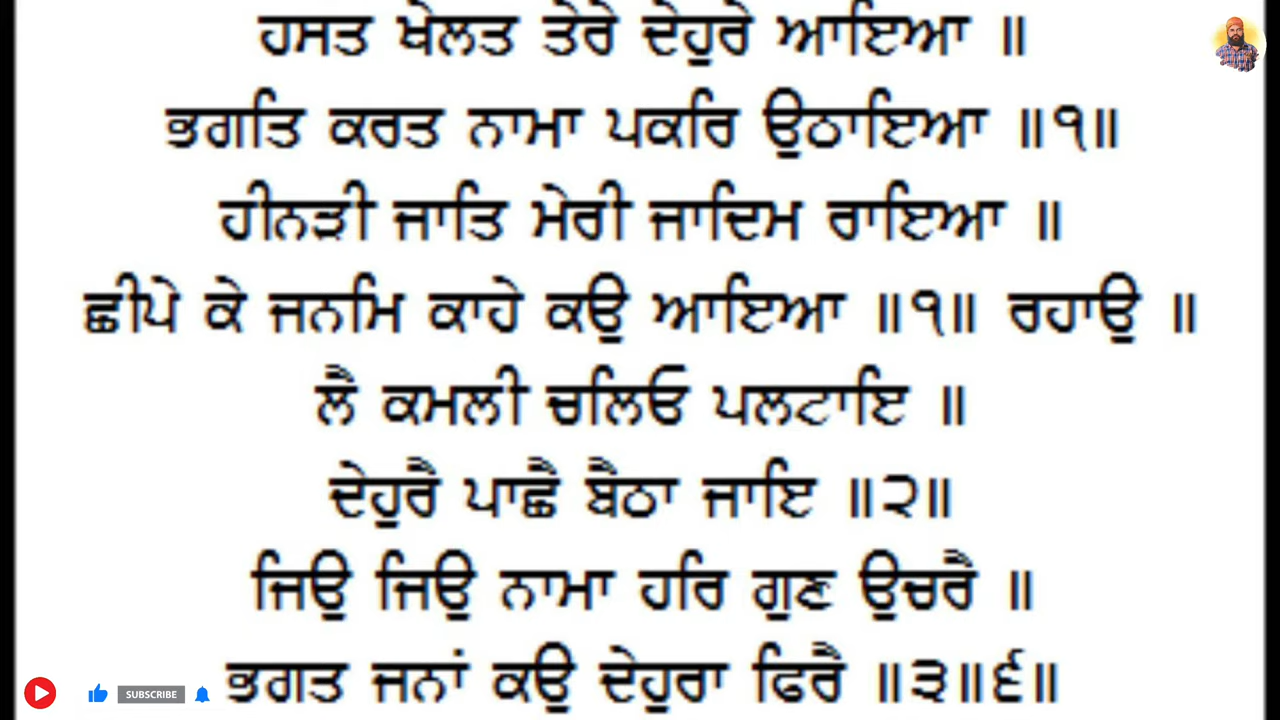 ਹਸਤ ਖੇਲਤ ਤੇਰੇ ਦੇਹੁਰੇ ਆਇਆ ॥
ਭਗਤਿ ਕਰਤ ਨਾਮਾ ਪਕਰਿ ਉਠਾਇਆ ॥੧॥
ਹੀਨੜੀ ਜਾਤਿ ਮੇਰੀ ਜਾਦਿਮ ਰਾਇਆ ॥
ਛੀਪੇ ਕੇ ਜਨਮਿ ਕਾਹੇ ਕਉ ਆਇਆ ॥੧॥ ਰਹਾਉ ॥
ਲੈ ਕਮਲੀ ਚਲਿਓ ਪਲਟਾਇ ॥
ਦੇਹੁਰੈ ਪਾਛੈ ਬੈਠਾ ਜਾਇ ॥੨॥
ਜਿਉ ਜਿਉ ਨਾਮਾ ਹਰਿ ਗੁਣ ਉਚਰੈ ॥
ਭਗਤ ਜਨਾਂ ਕਉ ਦੇਹੁਰਾ ਫਿਰੈ ॥੩॥੬॥
SUBSCRIBE